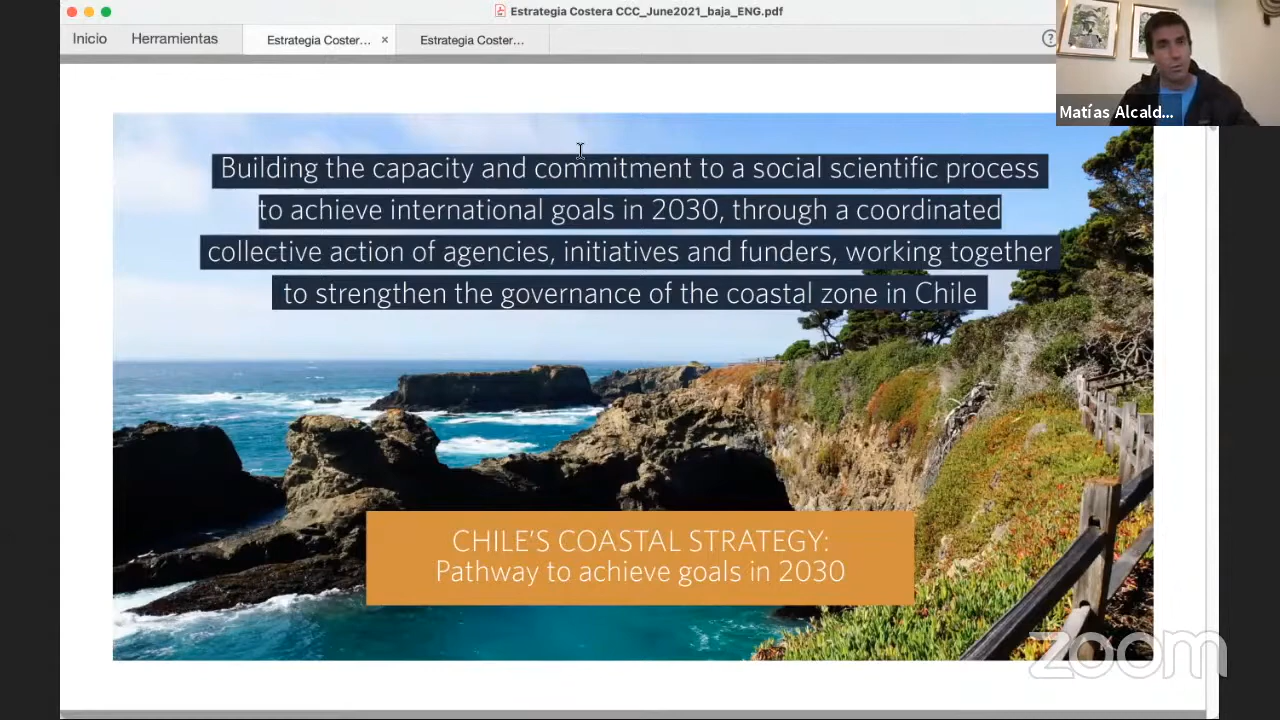 Estrategia Costera CCC_June2021_baja_ENG.pdf
Inicio
Herramientas
Estrategia Coster...
×
Estrategia Coster...
?
Matías Alcald...
Building the capacity and commitment to a social scientific process
to achieve international goals in 2030, through a coordinated
collective action of agencies, initiatives and funders, working together
to strengthen the governance of the coastal zone in Chile
CHILE'S COASTAL STRATEGY:
Pathway to achieve goals in 2030
zoom